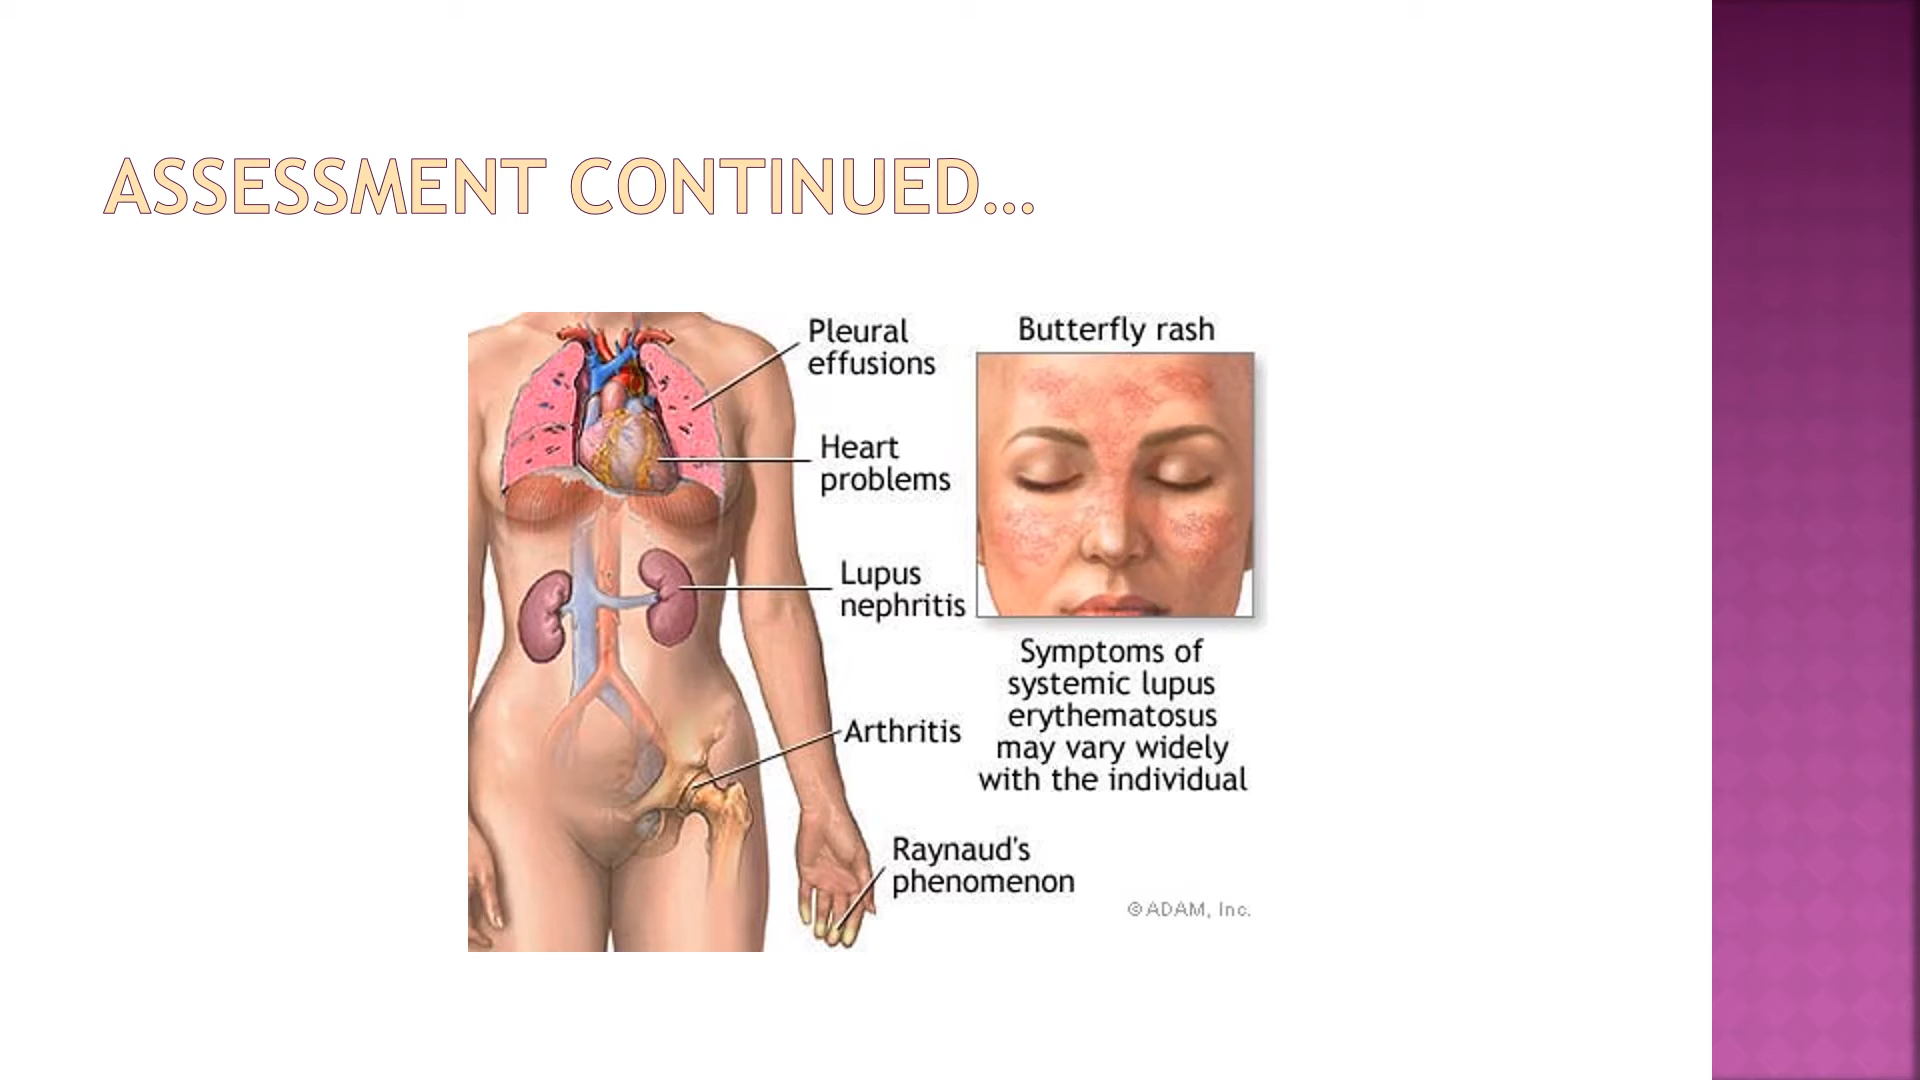 ASSESSMENT CONTINUED…
Pleural
effusions
Heart
problems
Lupus
nephritis
Arthritis
Raynaud's
phenomenon
Butterfly rash
Symptoms of
systemic lupus
erythematosus
may vary widely
with the individual
©ADAM, Inc.